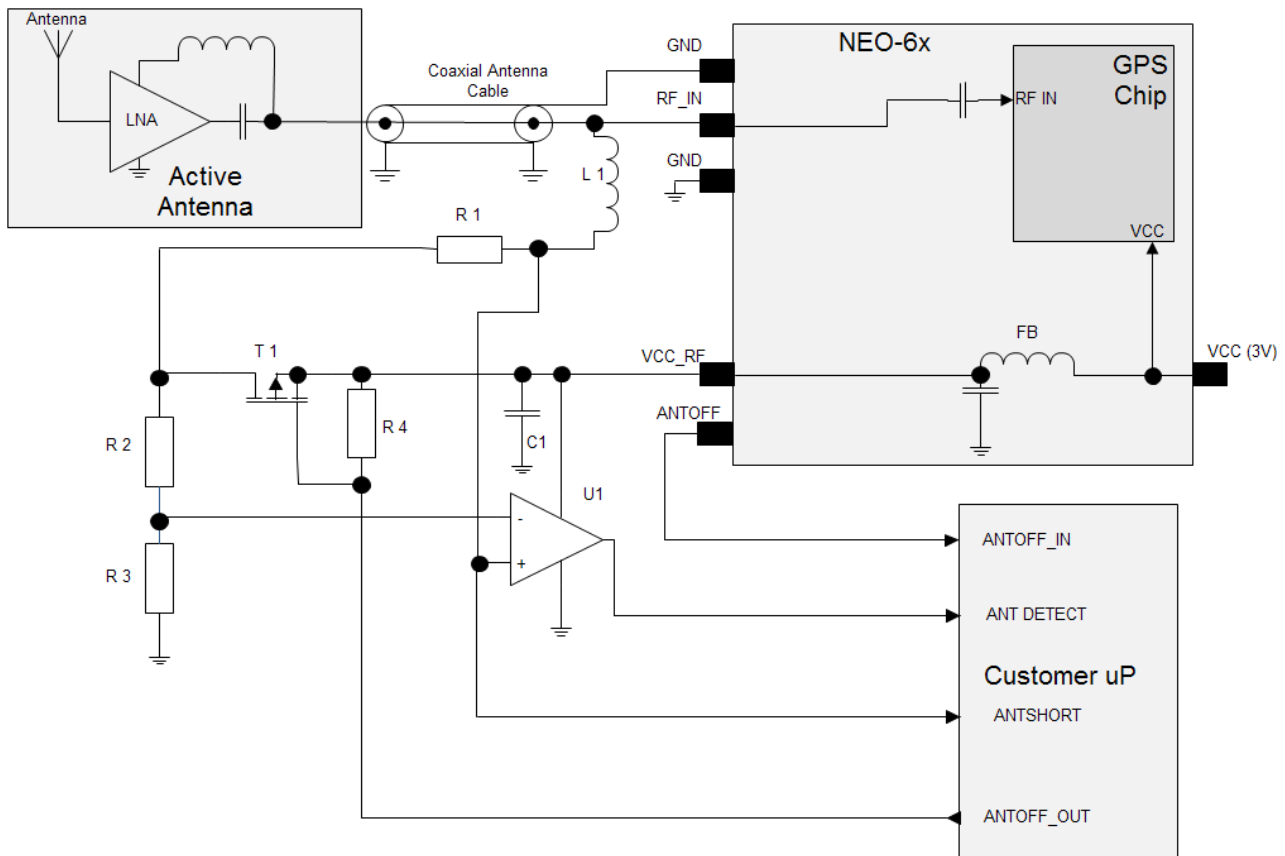 Antenna
LNA
Active
Antenna
Coaxial Antenna
Cable
GND
RF_IN
GND
NEO-6x
GPS
Chip
RF IN
VCC
L 1
R 1
T 1
R 2
R 3
R 4
C1
U1
-
+
VCC_RF
ANTOFF
FB
VCC (3V)
ANTOFF_IN
ANT DETECT
Customer uP
ANTSHORT
ANTOFF_OUT